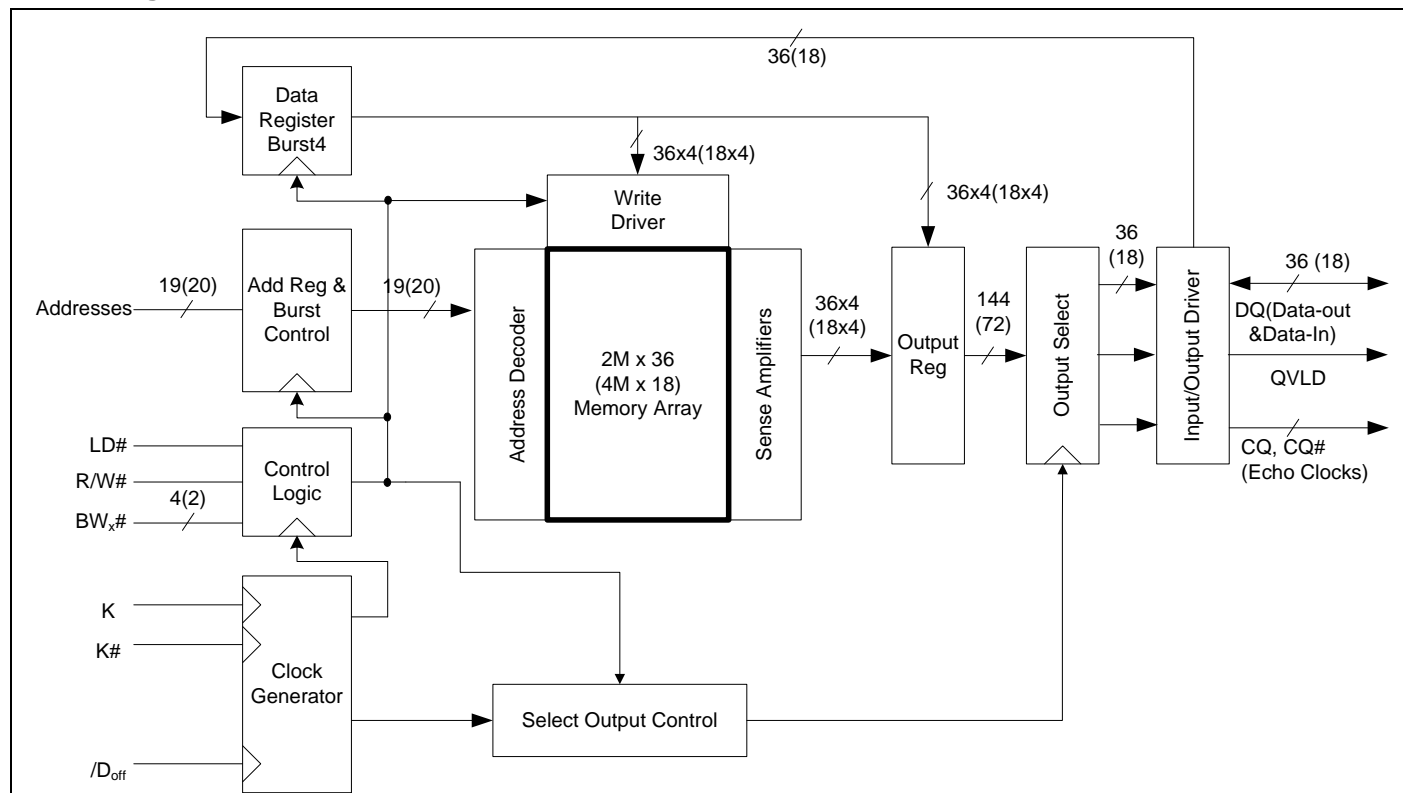 36(18)
Data
Register
Burst4
36x4(18x4)
Write
Driver
36x4(18x4)
Addresses
19(20)
Add Reg &
Burst
Control
19(20)
Address Decoder
2M x 36
(4M x 18)
Memory Array
Sense Amplifiers
36x4
(18x4)
Output
Reg
144
(72)
Output Select
36
(18)
Input/Output Driver
36 (18)
DQ(Data-out
&Data-In)
QVLD
CQ, CQ#
(Echo Clocks)
LD#
R/W#
BWx#
4(2)
Control
Logic
K
K#
/Doff
Clock
Generator
Select Output Control